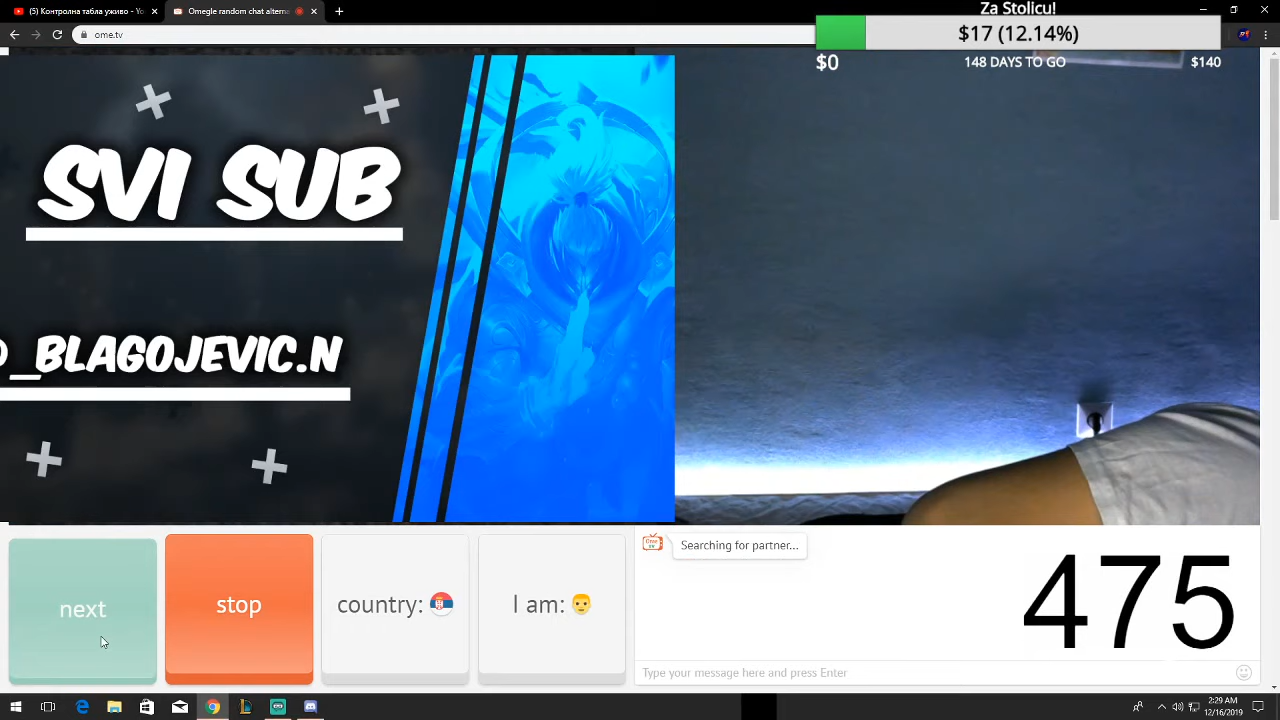 (5) Контролна табла уживо - Yo
Omegle random chat alterna
Za Stolicu!
$17 (12.14%)
ome.tv
$0
148 DAYS TO GO
$140
SVI SUB
_BLAGOJEVIC.N
Searching for partner...
next
stop
country:
I am:
475
Type your message here and press Enter
2:29 AM
12/16/2019